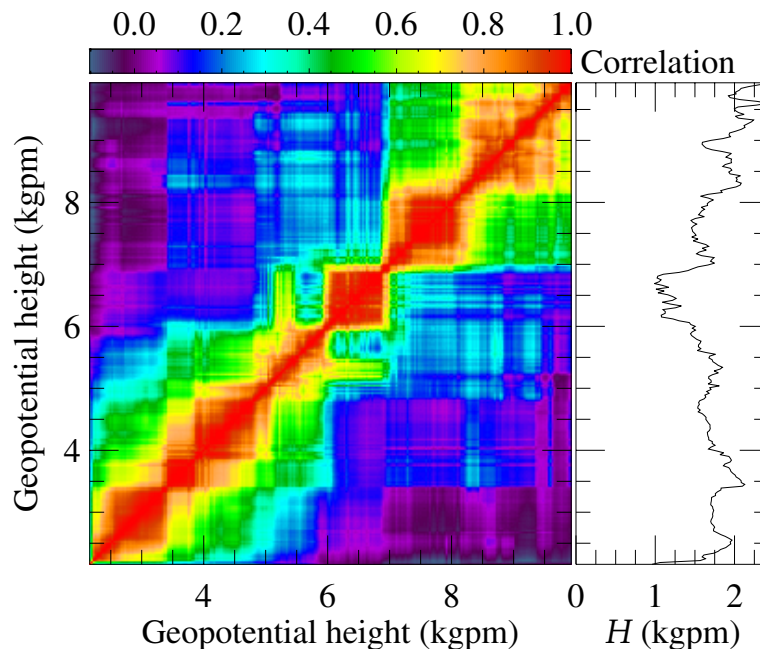 0.0 0.2 0.4 0.6 0.8 1.0
Correlation
Geopotential height (kgpm)
8
6
4
4 6 8 0 1 2
Geopotential height (kgpm) H (kgpm)